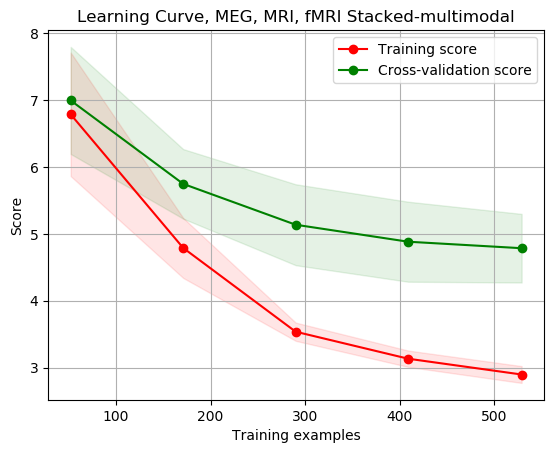 Learning Curve, MEG, MRI, fMRI Stacked-multimodal
8
7
6
5
4
3
Score
Training score
Cross-validation score
100 200 300 400 500
Training examples